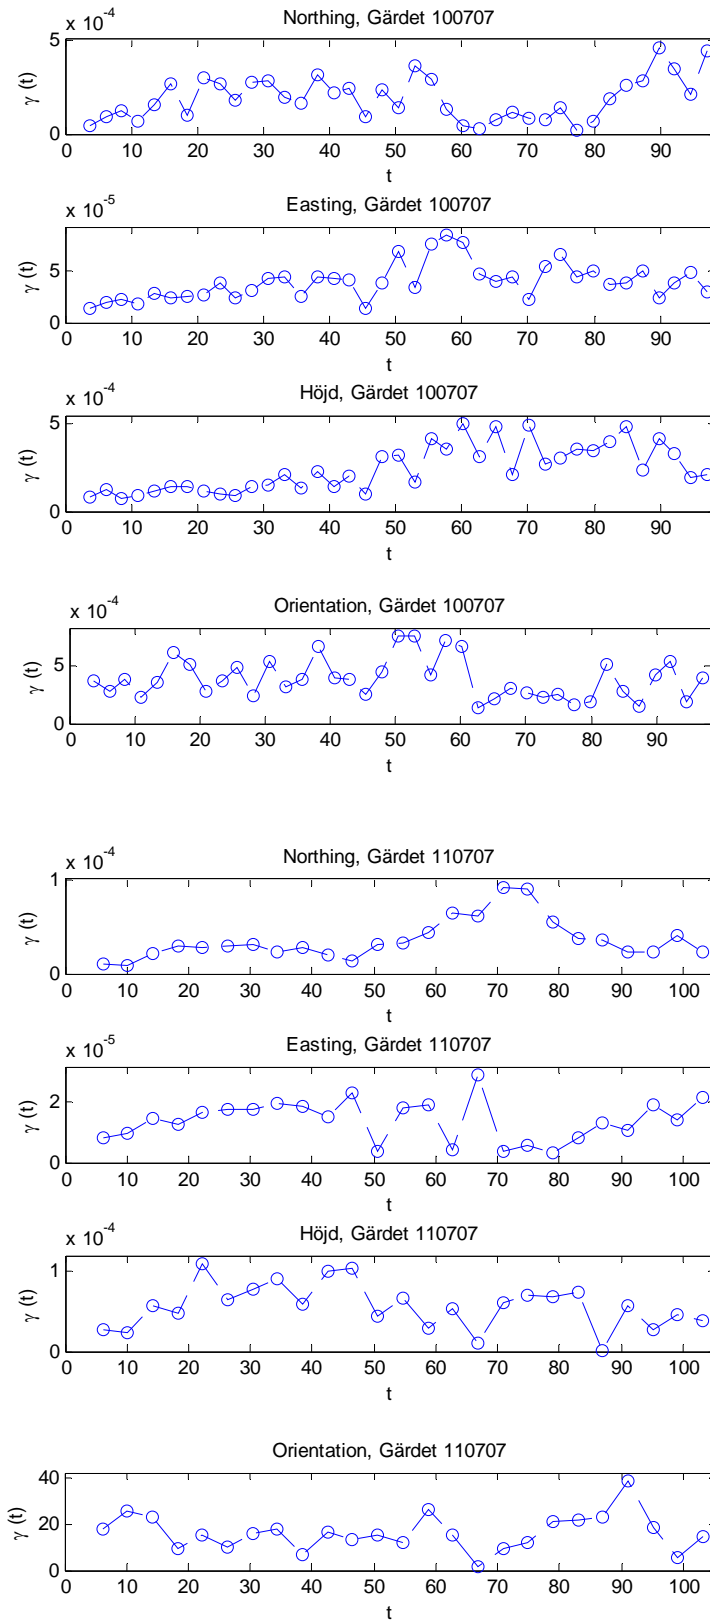 Northing, Gärdet 100707
x 10-4
5
0
γ (t)
0 10 20 30 40 50 60 70 80 90
t
Easting, Gärdet 100707
x 10-5
5
0
γ (t)
0 10 20 30 40 50 60 70 80 90
t
Höjd, Gärdet 100707
x 10-4
5
0
γ (t)
0 10 20 30 40 50 60 70 80 90
t
Orientation, Gärdet 100707
x 10-4
5
0
γ (t)
0 10 20 30 40 50 60 70 80 90
t
Northing, Gärdet 110707
x 10-4
1
0
γ (t)
0 10 20 30 40 50 60 70 80 90 100
t
Easting, Gärdet 110707
x 10-5
2
0
γ (t)
0 10 20 30 40 50 60 70 80 90 100
t
Höjd, Gärdet 110707
x 10-4
1
0
γ (t)
0 10 20 30 40 50 60 70 80 90 100
t
Orientation, Gärdet 110707
40
20
0
γ (t)
0 10 20 30 40 50 60 70 80 90 100
t